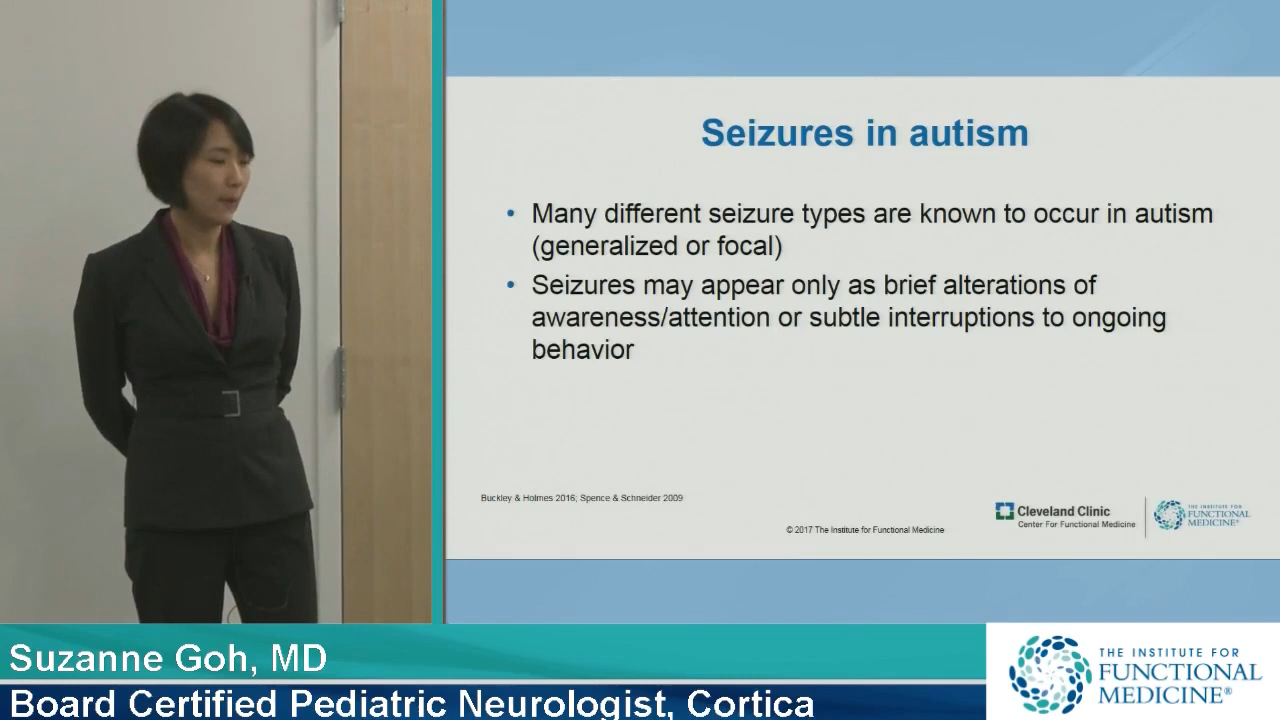 Seizures in autism
• Many different seizure types are known to occur in autism
(generalized or focal)
• Seizures may appear only as brief alterations of
awareness/attention or subtle interruptions to ongoing
behavior
Buckley & Holmes 2016; Spence & Schneider 2009
© 2017 The Institute for Functional Medicine
Cleveland Clinic
Center For Functional Medicine
THE INSTITUTE FOR
FUNCTIONAL
MEDICINE®
Suzanne Goh, MD
Board Certified Pediatric Neurologist, Cortica
THE INSTITUTE FOR
FUNCTIONAL
MEDICINE®